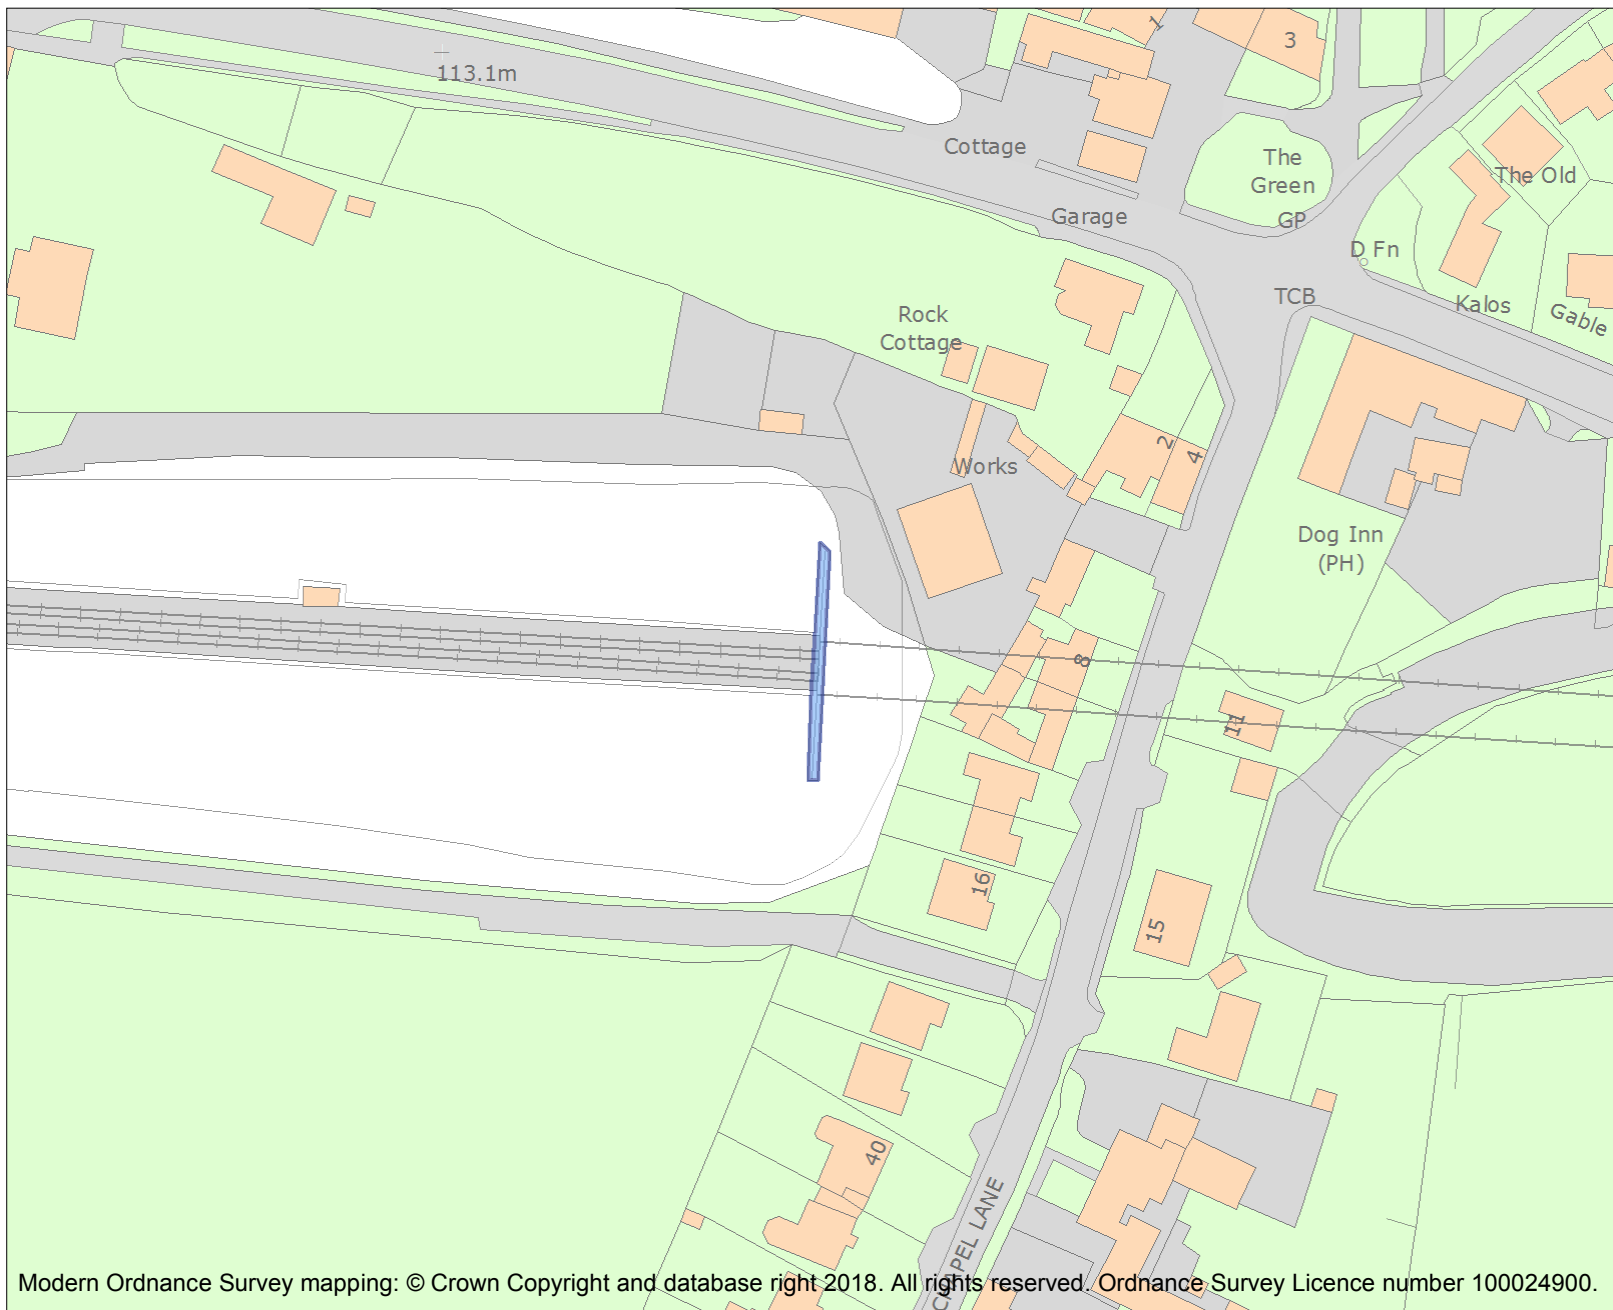 1
3
113.1m
Cottage
The
Green
The Old
Garage
GP
D Fn
TCB
Kalos
Gable
Rock
Cottage
2
4
Works
Dog Inn
(PH)
8
11
16
15
40
CHAPEL LANE
Modern Ordnance Survey mapping: © Crown Copyright and database right 2018. All rights reserved. Ordnance Survey Licence number 100024900.